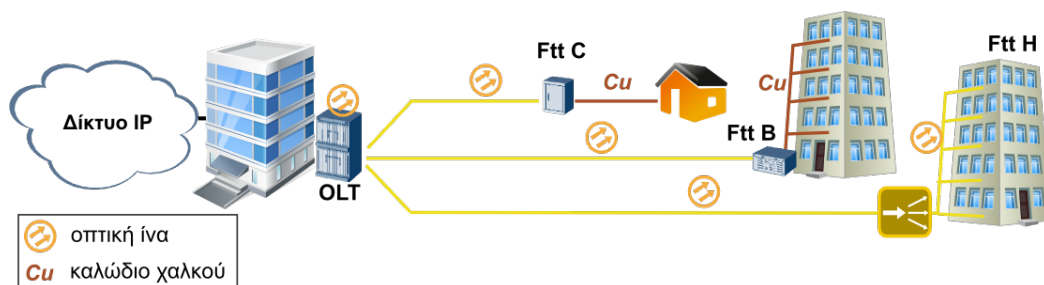 Δίκτυο IP
OLT
Ftt C
Cu
Ftt B
Cu
Ftt H
οπτική ίνα
Cu καλώδιο χαλκού